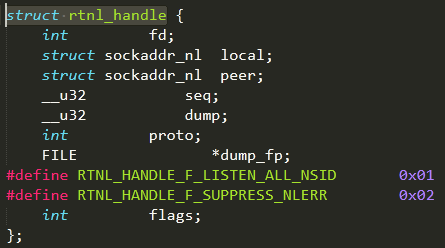 struct rtnl_handle {
    int         fd;
    struct sockaddr_nl  local;
    struct sockaddr_nl  peer;
    __u32           seq;
    __u32           dump;
    int         proto;
    FILE               *dump_fp;
#define RTNL_HANDLE_F_LISTEN_ALL_NSID       0x01
#define RTNL_HANDLE_F_SUPPRESS_NLERR        0x02
    int         flags;
};